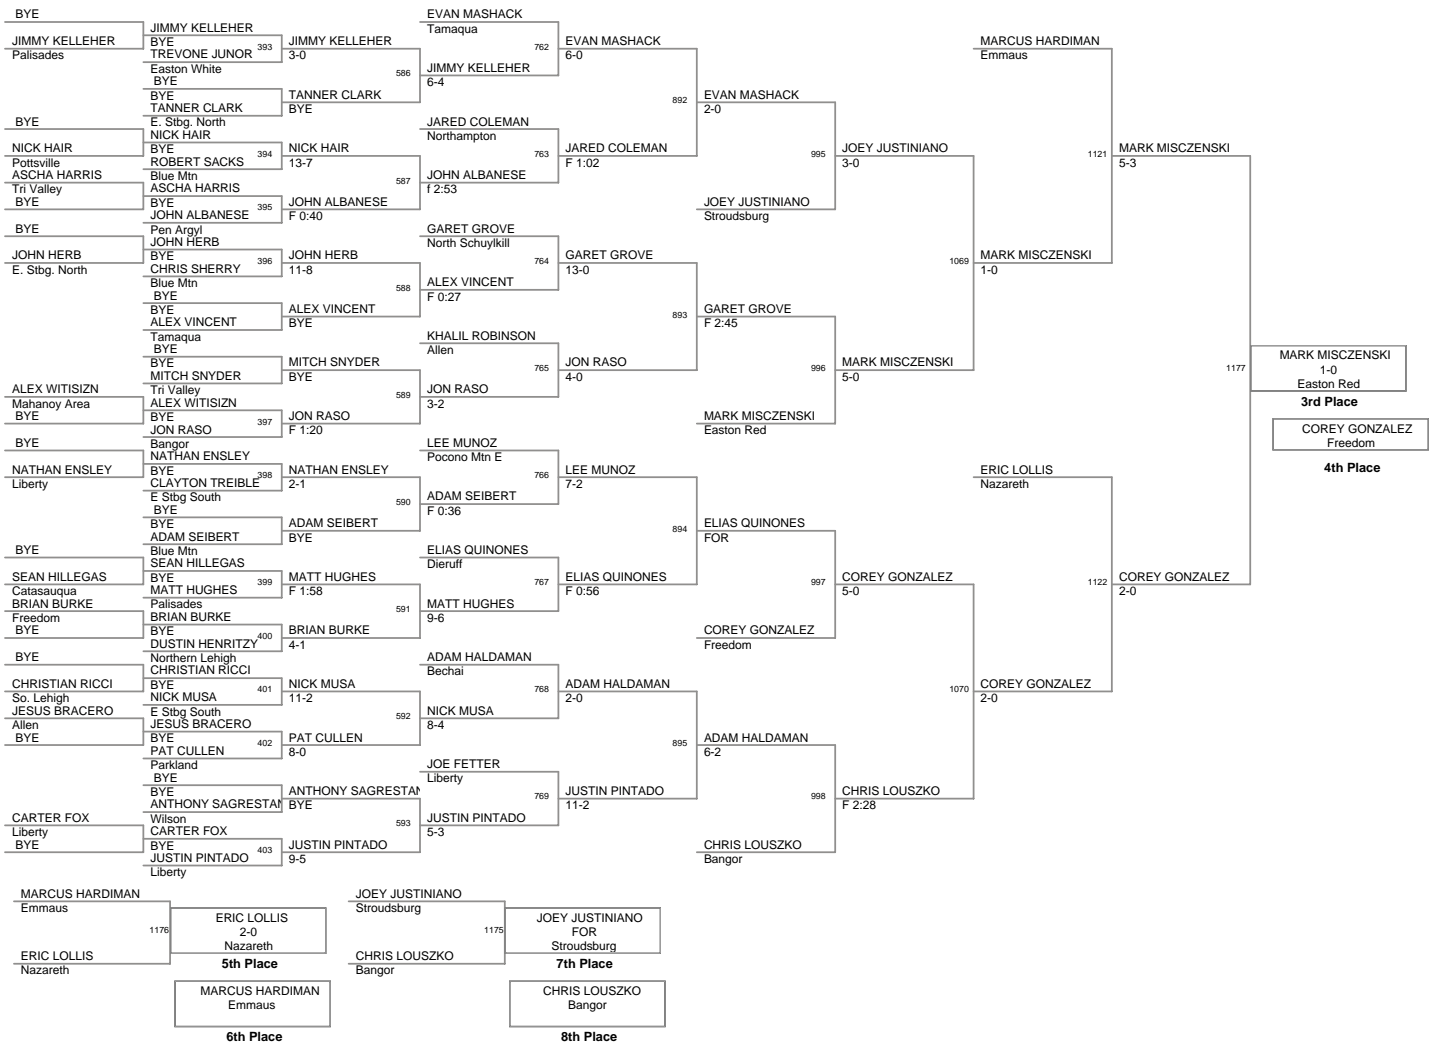 BYE
JIMMY KELLEHER
Palisades
BYE
NICK HAIR
Pottsville
ASCHA HARRIS
Tri Valley
BYE
BYE
JOHN HERB
E. Stbg. North
ALEX WITISIZN
Mahanoy Area
BYE
BYE
NATHAN ENSLEY
Liberty
BYE
SEAN HILLEGAS
Catasauqua
BRIAN BURKE
Freedom
BYE
BYE
CHRISTIAN RICCI
So. Lehigh
JESUS BRACERO
Allen
BYE
CARTER FOX
Liberty
BYE
JIMMY KELLEHER
BYE
393
TREVONE JUNOR
Easton White
BYE
BYE
TANNER CLARK
E. Stbg. North
NICK HAIR
BYE
394
ROBERT SACKS
Blue Mtn
ASCHA HARRIS
BYE
395
JOHN ALBANESE
Pen Argyl
JOHN HERB
BYE
396
CHRIS SHERRY
Blue Mtn
BYE
BYE
ALEX VINCENT
Tamaqua
BYE
BYE
MITCH SNYDER
Tri Valley
ALEX WITISIZN
BYE
397
JON RASO
Bangor
NATHAN ENSLEY
BYE
398
CLAYTON TREIBLE
E Stbg South
BYE
BYE
ADAM SEIBERT
Blue Mtn
SEAN HILLEGAS
BYE
399
MATT HUGHES
Palisades
BRIAN BURKE
BYE
400
DUSTIN HENRITZY
Northern Lehigh
CHRISTIAN RICCI
BYE
401
NICK MUSA
E Stbg South
JESUS BRACERO
BYE
402
PAT CULLEN
Parkland
BYE
BYE
ANTHONY SAGRESTAN
Wilson
CARTER FOX
BYE
403
JUSTIN PINTADO
Liberty
JIMMY KELLEHER
3-0
586
TANNER CLARK
BYE
NICK HAIR
13-7
587
JOHN ALBANESE
F 0:40
JOHN HERB
11-8
588
ALEX VINCENT
BYE
MITCH SNYDER
BYE
589
JON RASO
F 1:20
NATHAN ENSLEY
2-1
590
ADAM SEIBERT
BYE
MATT HUGHES
F 1:58
591
BRIAN BURKE
4-1
NICK MUSA
11-2
592
PAT CULLEN
8-0
ANTHONY SAGRESTAN
BYE
593
JUSTIN PINTADO
9-5
EVAN MASHACK
Tamaqua
762
JIMMY KELLEHER
6-4
JARED COLEMAN
Northampton
763
JOHN ALBANESE
f 2:53
GARET GROVE
North Schuylkill
764
ALEX VINCENT
F 0:27
KHALIL ROBINSON
Allen
765
JON RASO
3-2
LEE MUNOZ
Pocono Mtn E
766
ADAM SEIBERT
F 0:36
ELIAS QUINONES
Dieruff
767
MATT HUGHES
9-6
ADAM HALDAMAN
Bechai
768
NICK MUSA
8-4
JOE FETTER
Liberty
769
JUSTIN PINTADO
5-3
EVAN MASHACK
6-0
892
JARED COLEMAN
F 1:02
GARET GROVE
13-0
893
JON RASO
4-0
LEE MUNOZ
7-2
894
ELIAS QUINONES
F 0:56
ADAM HALDAMAN
2-0
895
JUSTIN PINTADO
11-2
EVAN MASHACK
2-0
995
JOEY JUSTINIANO
Stroudsburg
GARET GROVE
F 2:45
996
MARK MISCZENSKI
Easton Red
ELIAS QUINONES
FOR
997
COREY GONZALEZ
Freedom
ADAM HALDAMAN
6-2
998
CHRIS LOUSZKO
Bangor
JOEY JUSTINIANO
3-0
1069
MARK MISCZENSKI
5-0
COREY GONZALEZ
5-0
1070
CHRIS LOUSZKO
F 2:28
MARCUS HARDIMAN
Emmaus
1121
MARK MISCZENSKI
1-0
ERIC LOLLIS
Nazareth
1122
COREY GONZALEZ
2-0
MARK MISCZENSKI
5-3
1177
COREY GONZALEZ
2-0
MARK MISCZENSKI
1-0
Easton Red
3rd Place
COREY GONZALEZ
Freedom
4th Place
MARCUS HARDIMAN
Emmaus
1176
ERIC LOLLIS
Nazareth
ERIC LOLLIS
2-0
Nazareth
5th Place
MARCUS HARDIMAN
Emmaus
6th Place
JOEY JUSTINIANO
Stroudsburg
1175
CHRIS LOUSZKO
Bangor
JOEY JUSTINIANO
FOR
Stroudsburg
7th Place
CHRIS LOUSZKO
Bangor
8th Place